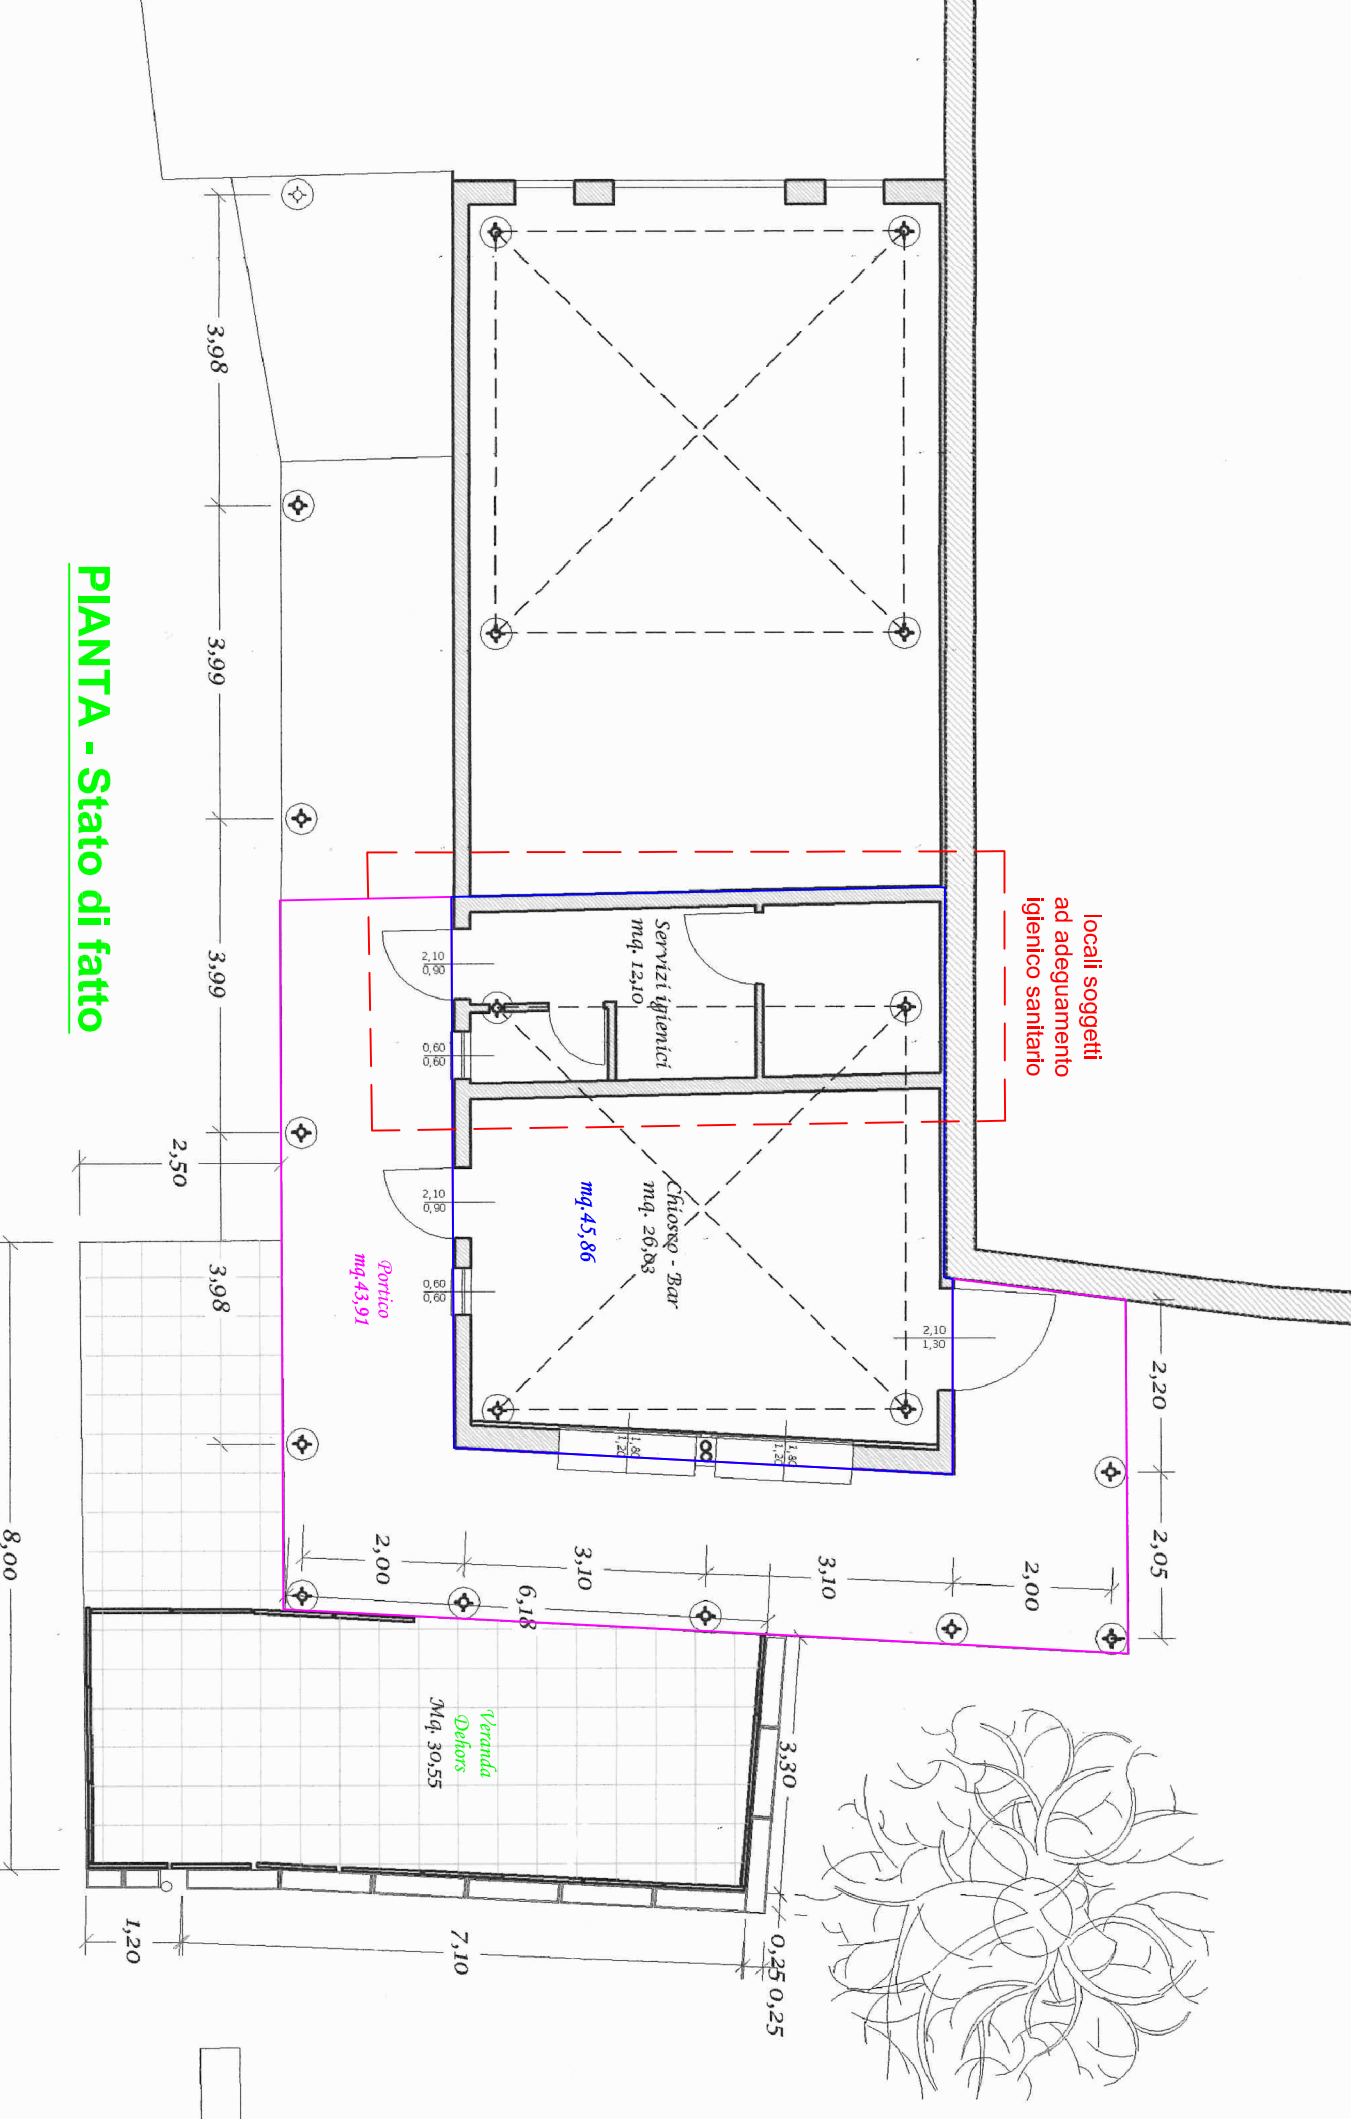 PIANTA - Stato di fatto
locali soggetti
ad adeguamento
igienico sanitario
Servizi igienici
mq. 12,10
Chiosco - Bar
mq. 26,03
mq.45,86
Portico
mq.43,91
Veranda
Dehors
Mq. 30,55
3,98
3,99
3,99
3,98
2,50
8,00
2,10
0,90
0,60
0,60
2,10
0,90
0,60
0,60
2,10
1,30
1,80
1,20
1,80
1,20
2,20
2,05
2,00
3,10
3,10
2,00
6,18
3,30
0,25
0,25
7,10
1,20